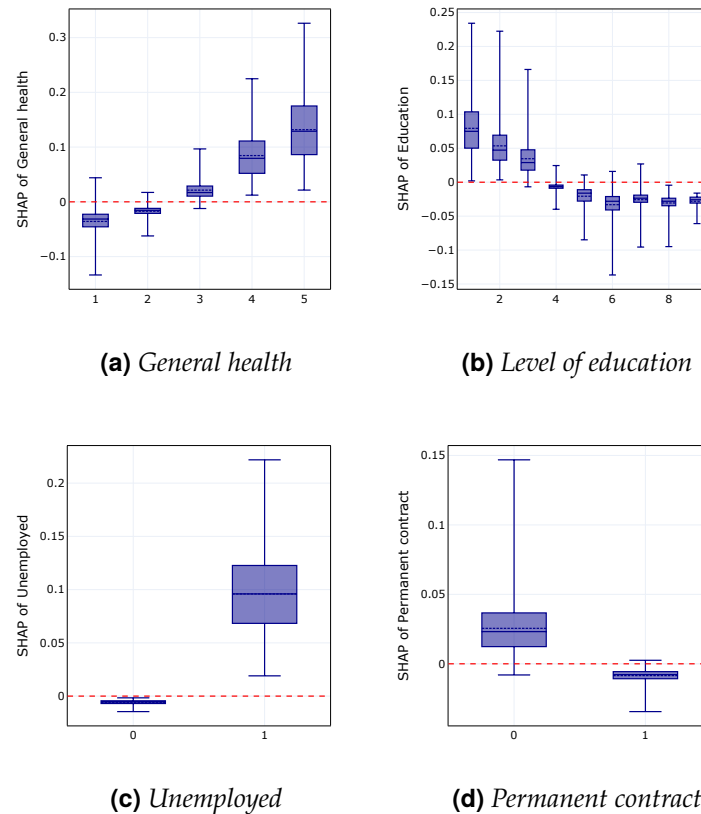 0.3
0.2
0.1
0
−0.1
SHAP of General health
1 2 3 4 5
(a) General health
0.25
0.2
0.15
0.1
0.05
0
−0.05
−0.1
−0.15
SHAP of Education
2 4 6 8
(b) Level of education
0.2
0.15
0.1
0.05
0
SHAP of Unemployed
0 1
(c) Unemployed
0.15
0.1
0.05
0
SHAP of Permanent contract
0 1
(d) Permanent contract